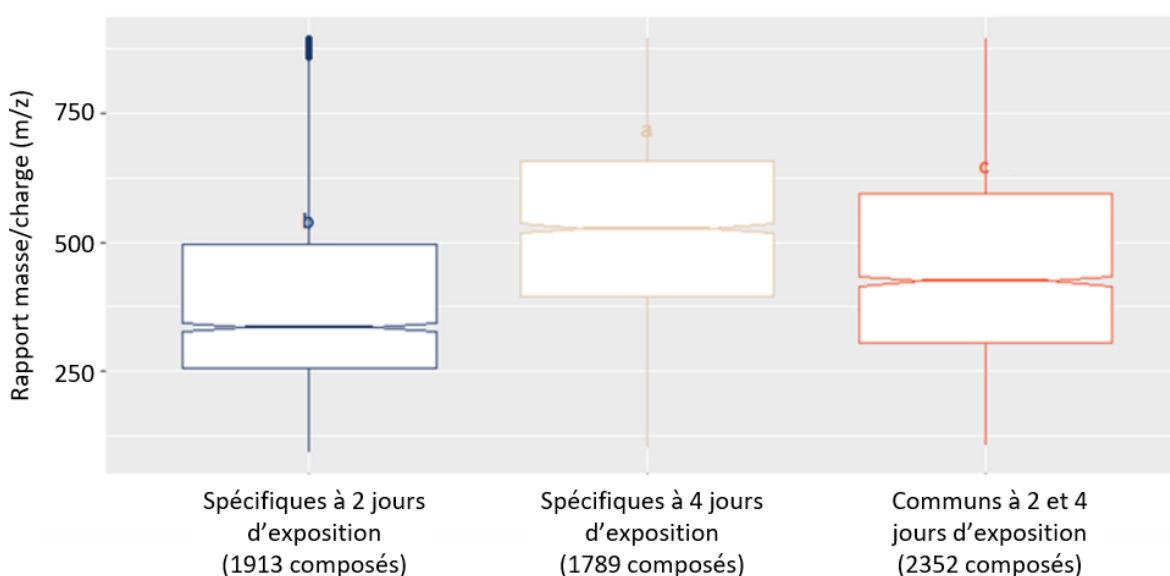 Rapport masse/charge (m/z)
750
500
250
b
a
c
Spécifiques à 2 jours
d’exposition
(1913 composés)
Spécifiques à 4 jours
d’exposition
(1789 composés)
Communs à 2 et 4
jours d’exposition
(2352 composés)